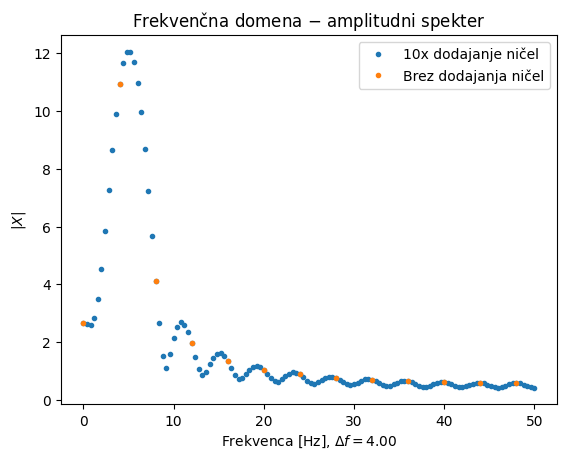 Frekvenčna domena − amplitudni spekter
10x dodajanje ničel
Brez dodajanja ničel
|X|
12
10
8
6
4
2
0
0 10 20 30 40 50
Frekvenca [Hz], Δf = 4.00